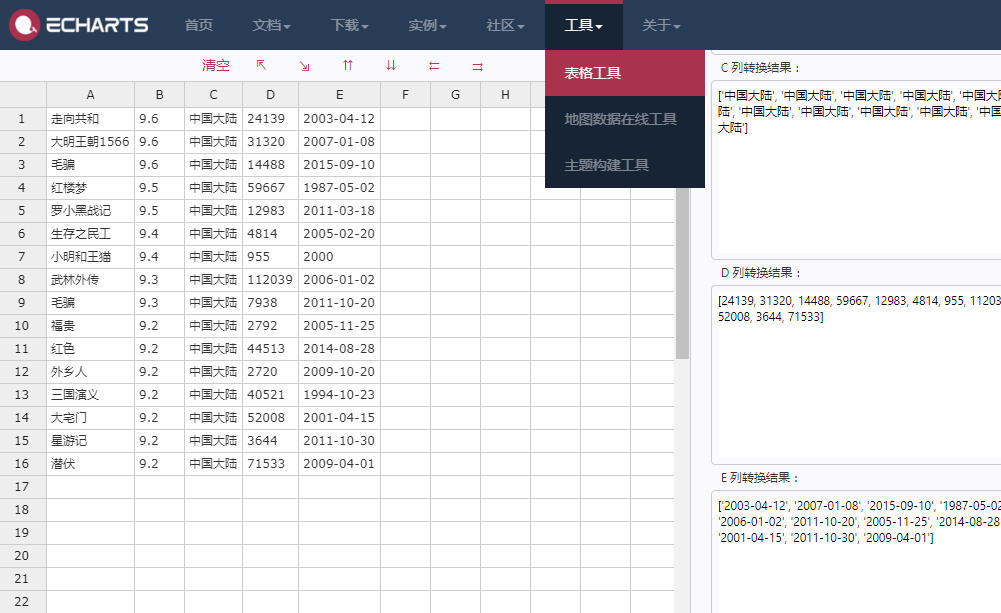 ECHARTS 首页 文档 下载 实例 社区 工具 关于
清空 ↖ ↘ ⇈ ⇊ ⇇ ⇉
表格工具
地图数据在线工具
主题构建工具
A B C D E F G H
1 走向共和 9.6 中国大陆 24139 2003-04-12
2 大明王朝1566 9.6 中国大陆 31320 2007-01-08
3 毛骗 9.6 中国大陆 14488 2015-09-10
4 红楼梦 9.5 中国大陆 59667 1987-05-02
5 罗小黑战记 9.5 中国大陆 12983 2011-03-18
6 生存之民工 9.4 中国大陆 4814 2005-02-20
7 小明和王猫 9.4 中国大陆 955 2000
8 武林外传 9.3 中国大陆 112039 2006-01-02
9 毛骗 9.3 中国大陆 7938 2011-10-20
10 福贵 9.2 中国大陆 2792 2005-11-25
11 红色 9.2 中国大陆 44513 2014-08-28
12 外乡人 9.2 中国大陆 2720 2009-10-20
13 三国演义 9.2 中国大陆 40521 1994-10-23
14 大宅门 9.2 中国大陆 52008 2001-04-15
15 星游记 9.2 中国大陆 3644 2011-10-30
16 潜伏 9.2 中国大陆 71533 2009-04-01
17
18
19
20
21
22
C 列转换结果：
['中国大陆', '中国大陆', '中国大陆', '中国大陆', '中国大陆
陆', '中国大陆', '中国大陆', '中国大陆', '中国大陆', '中国
大陆']
D 列转换结果：
[24139, 31320, 14488, 59667, 12983, 4814, 955, 11203
52008, 3644, 71533]
E 列转换结果：
['2003-04-12', '2007-01-08', '2015-09-10', '1987-05-02
'2006-01-02', '2011-10-20', '2005-11-25', '2014-08-28
'2001-04-15', '2011-10-30', '2009-04-01']